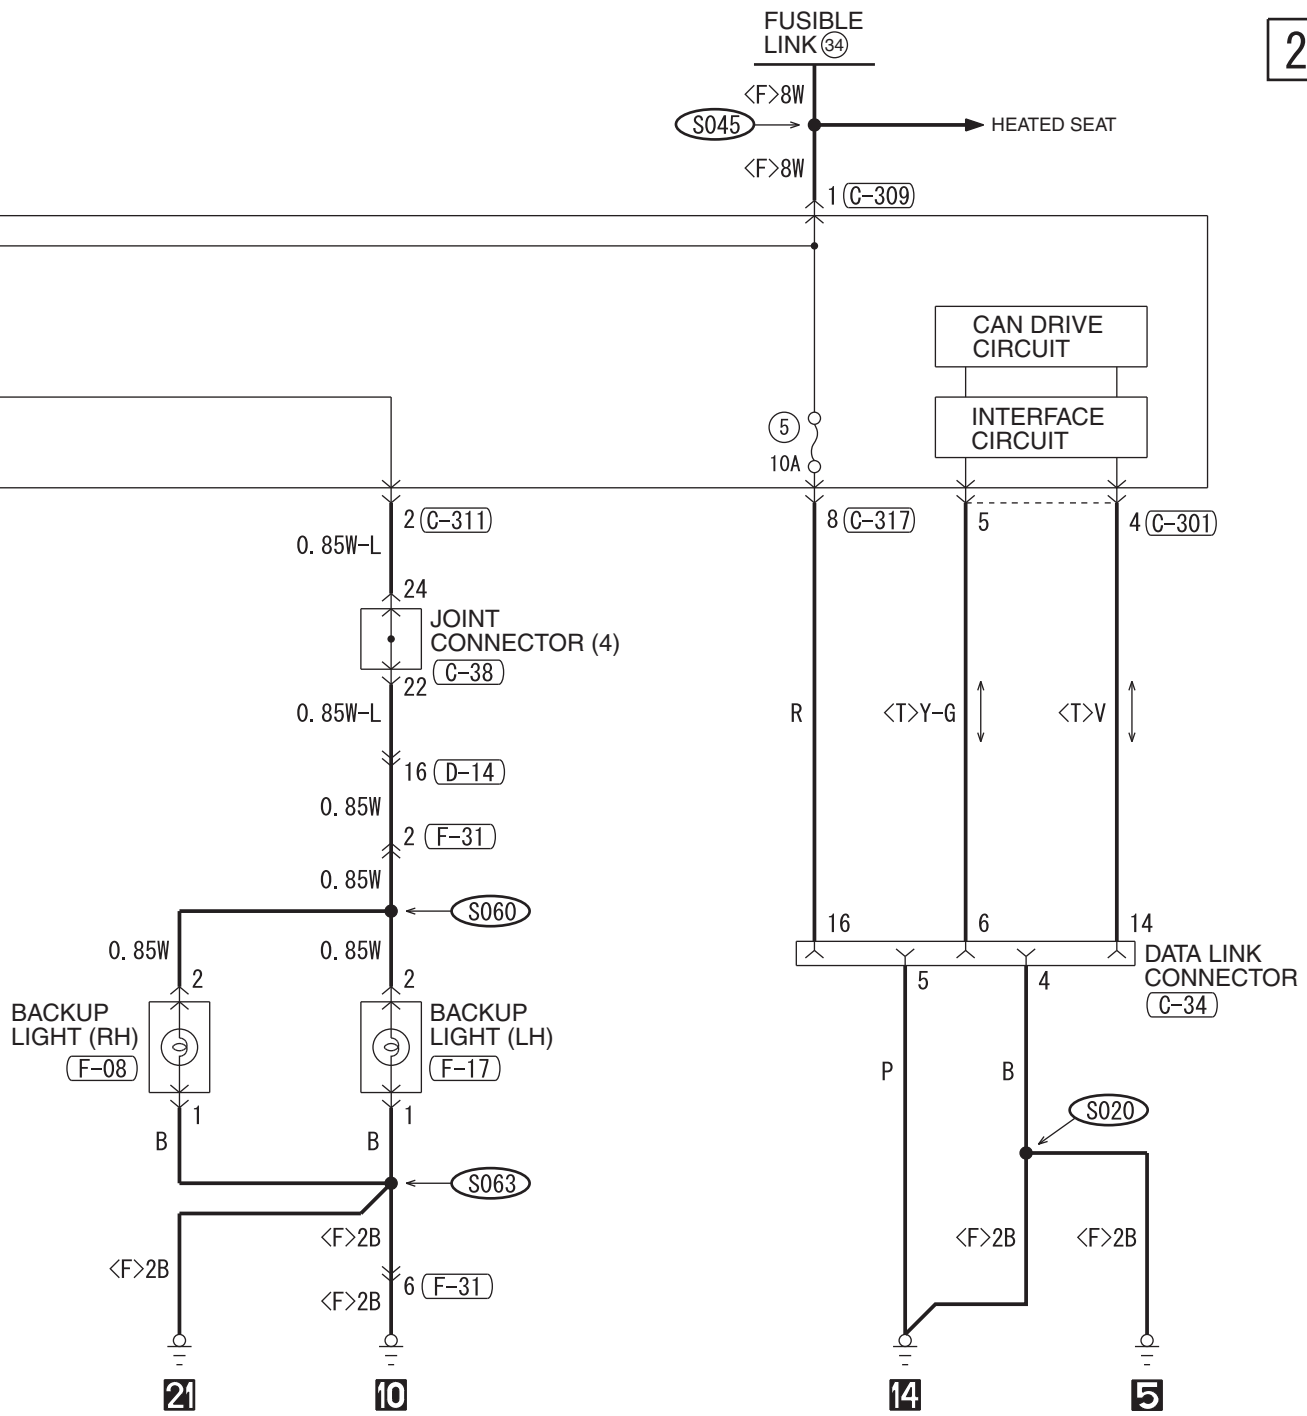 FUSIBLE
LINK 34
2
<F>8W
S045
HEATED SEAT
<F>8W
1 C-309
CAN DRIVE
CIRCUIT
INTERFACE
CIRCUIT
5
10A
2 C-311
8 C-317
5
4 C-301
0.85W-L
24
JOINT
CONNECTOR (4)
C-38
22
0.85W-L
R
<T>Y-G
<T>V
16 D-14
0.85W
2 F-31
0.85W
S060
16
6
14
0.85W
0.85W
DATA LINK
CONNECTOR
C-34
2
2
5
4
BACKUP
LIGHT (RH)
F-08
BACKUP
LIGHT (LH)
F-17
P
B
1
1
S020
B
B
S063
<F>2B
<F>2B
<F>2B
<F>2B
6 F-31
<F>2B
21
10
14
5